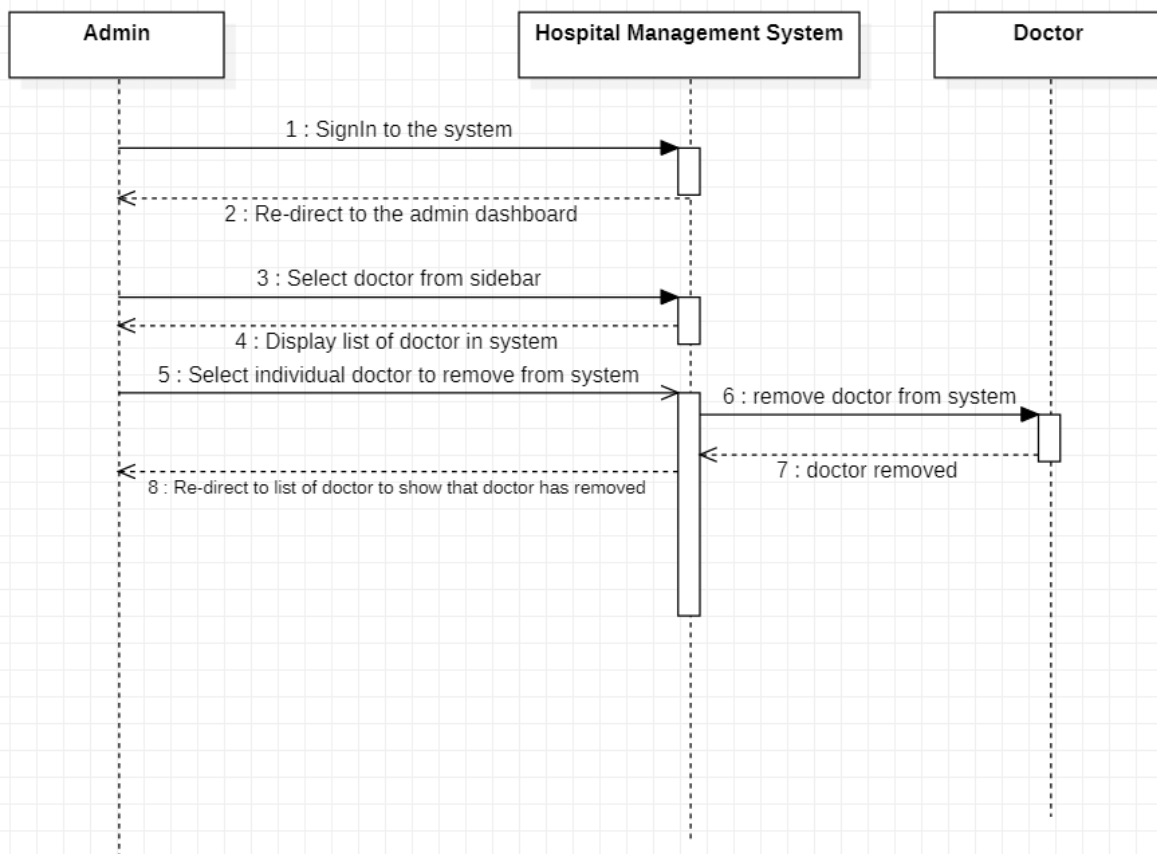 Admin
Hospital Management System
Doctor
1 : SignIn to the system
2 : Re-direct to the admin dashboard
3 : Select doctor from sidebar
4 : Display list of doctor in system
5 : Select individual doctor to remove from system
6 : remove doctor from system
7 : doctor removed
8 : Re-direct to list of doctor to show that doctor has removed